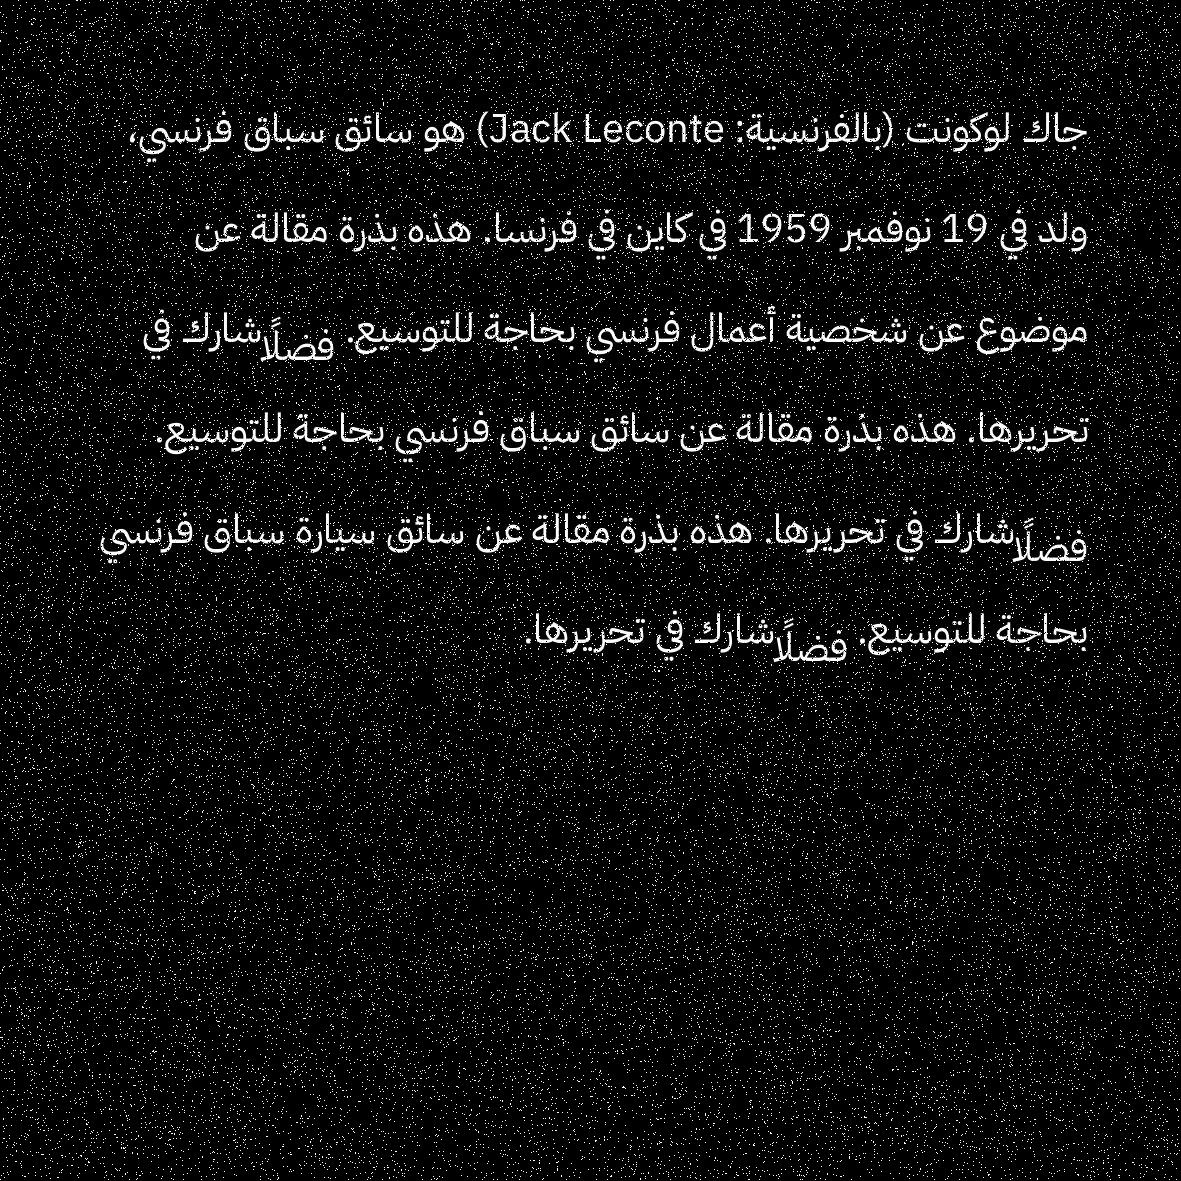 جاك لوكونت (بالفرنسية: Jack Leconte) هو سائق سباق فرنسي،
ولد في 19 نوفمبر 1959 في كاين في فرنسا. هذه بذرة مقالة عن
موضوع عن شخصية أعمال فرنسي بحاجة للتوسيع. فضلًا شارك في
تحريرها. هذه بذرة مقالة عن سائق سباق فرنسي بحاجة للتوسيع.
فضلًا شارك في تحريرها. هذه بذرة مقالة عن سائق سيارة سباق فرنسي
بحاجة للتوسيع. فضلًا شارك في تحريرها.